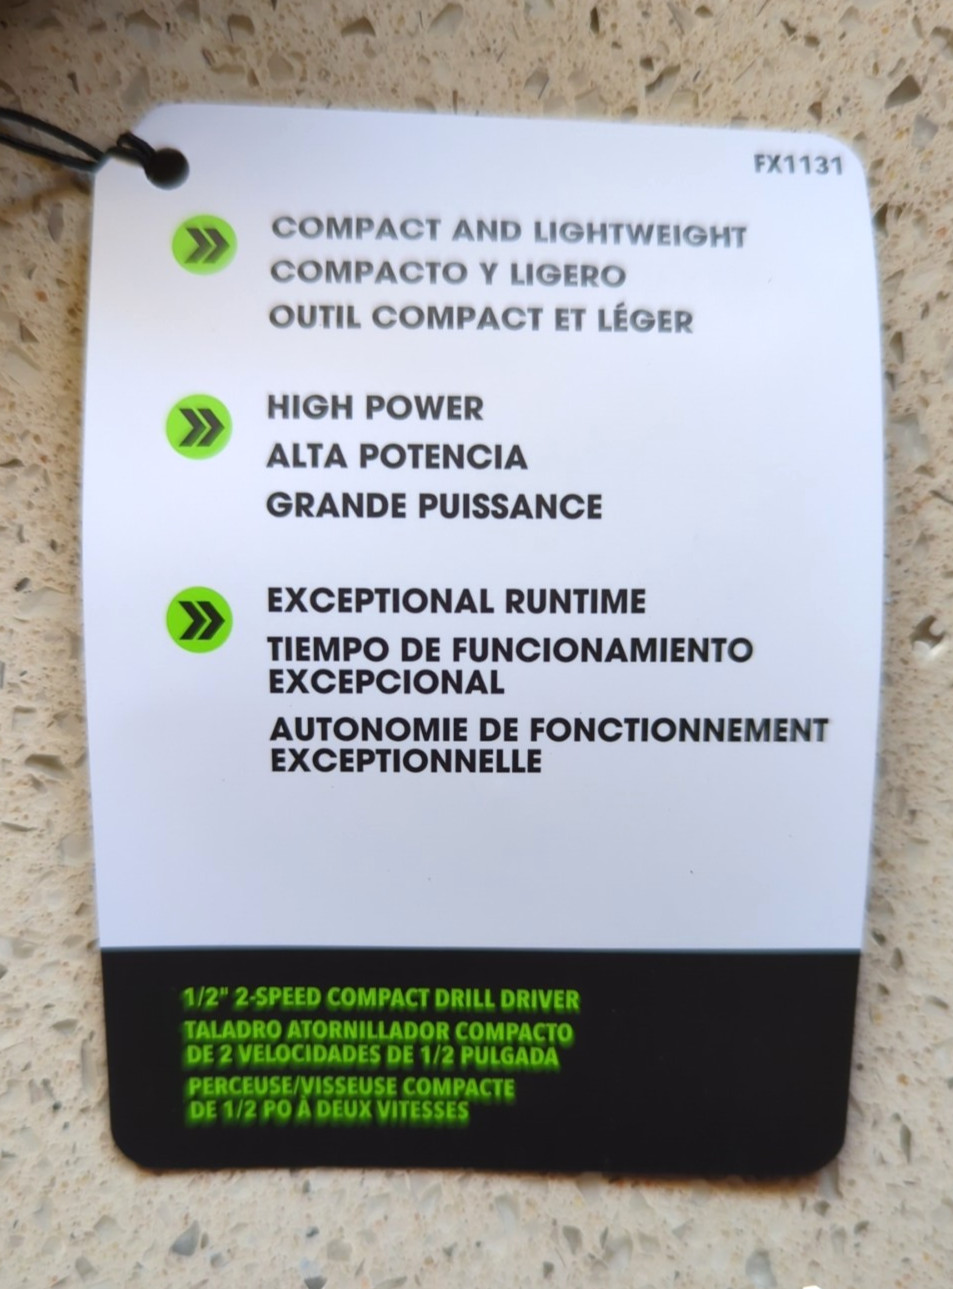 FX1131
COMPACT AND LIGHTWEIGHT
COMPACTO Y LIGERO
OUTIL COMPACT ET LÉGER
HIGH POWER
ALTA POTENCIA
GRANDE PUISSANCE
EXCEPTIONAL RUNTIME
TIEMPO DE FUNCIONAMIENTO
EXCEPCIONAL
AUTONOMIE DE FONCTIONNEMENT
EXCEPTIONNELLE
1/2" 2-SPEED COMPACT DRILL DRIVER
TALADRO ATORNILLADOR COMPACTO
DE 2 VELOCIDADES DE 1/2 PULGADA
PERCEUSE/VISSEUSE COMPACTE
DE 1/2 PO À DEUX VITESSES